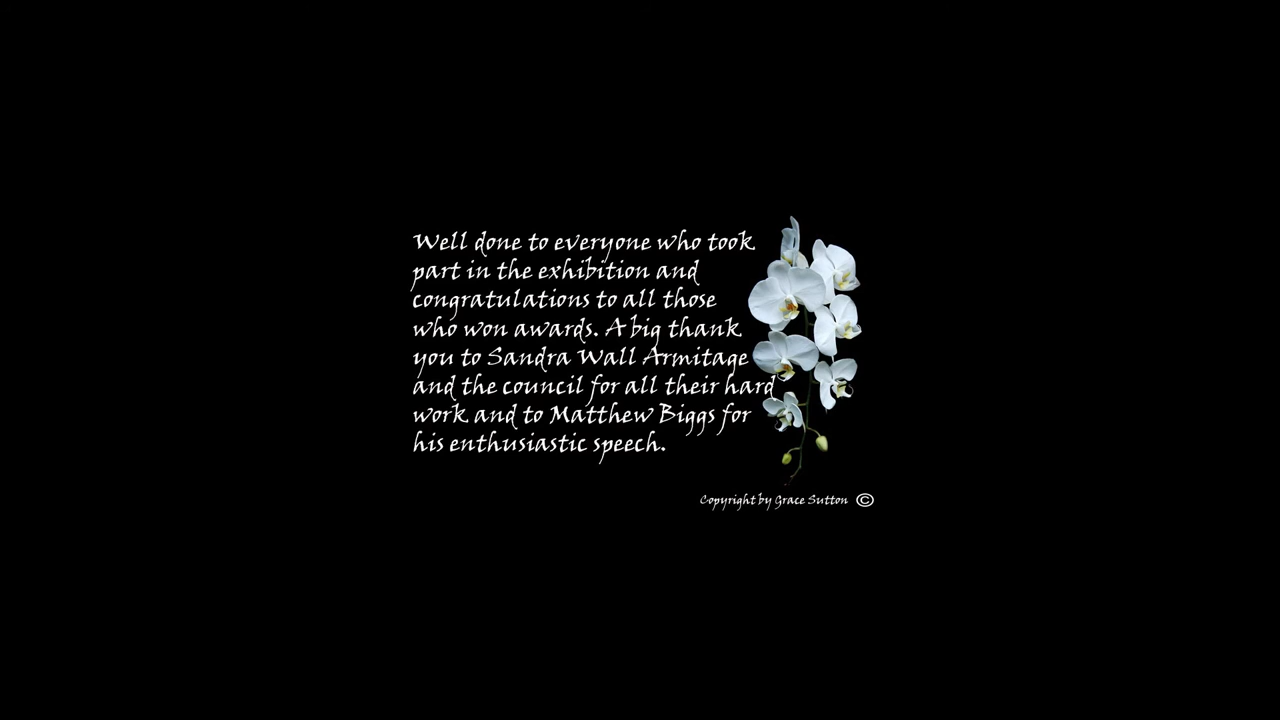 Well done to everyone who took
part in the exhibition and
congratulations to all those
who won awards. A big thank
you to Sandra Wall Armitage
and the council for all their hard
work and to Matthew Biggs for
his enthusiastic speech.
Copyright by Grace Sutton ©